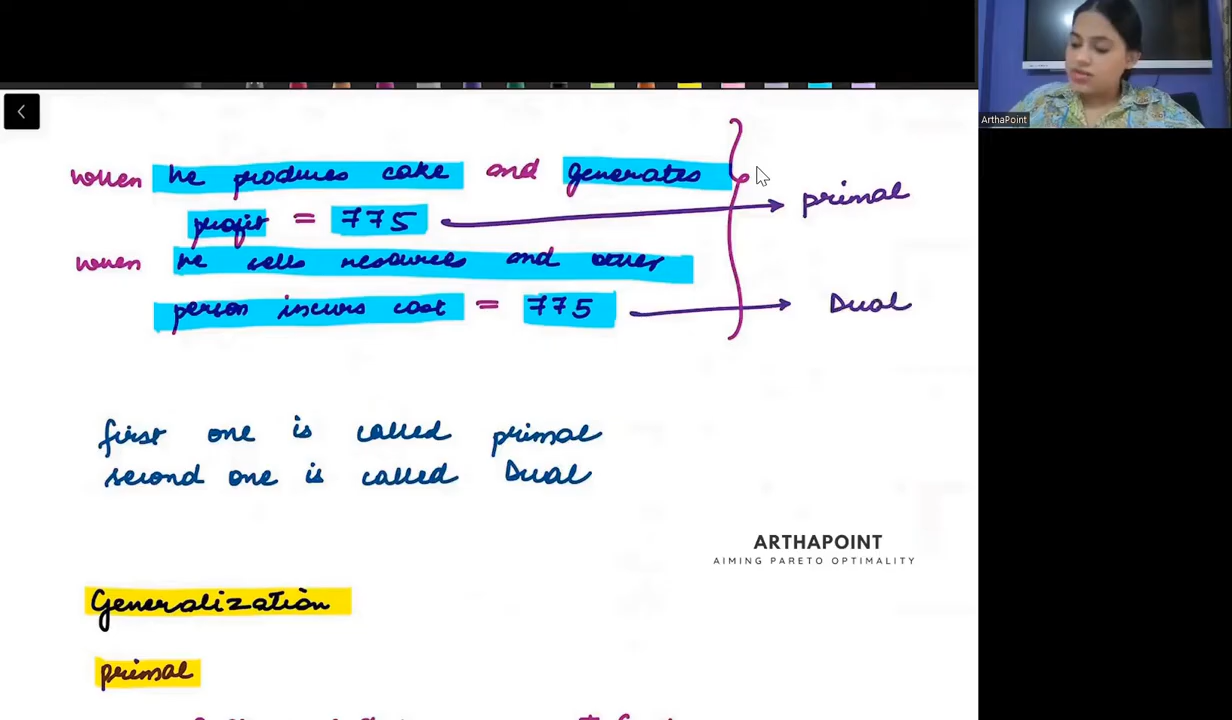 ArthaPoint
when he produces cake and generates
profit = 775 primal
when he sells resources and other
person incurs cost = 775 Dual
first one is called primal
second one is called Dual
ARTHAPOINT
AIMING PARETO OPTIMALITY
Generalization
primal